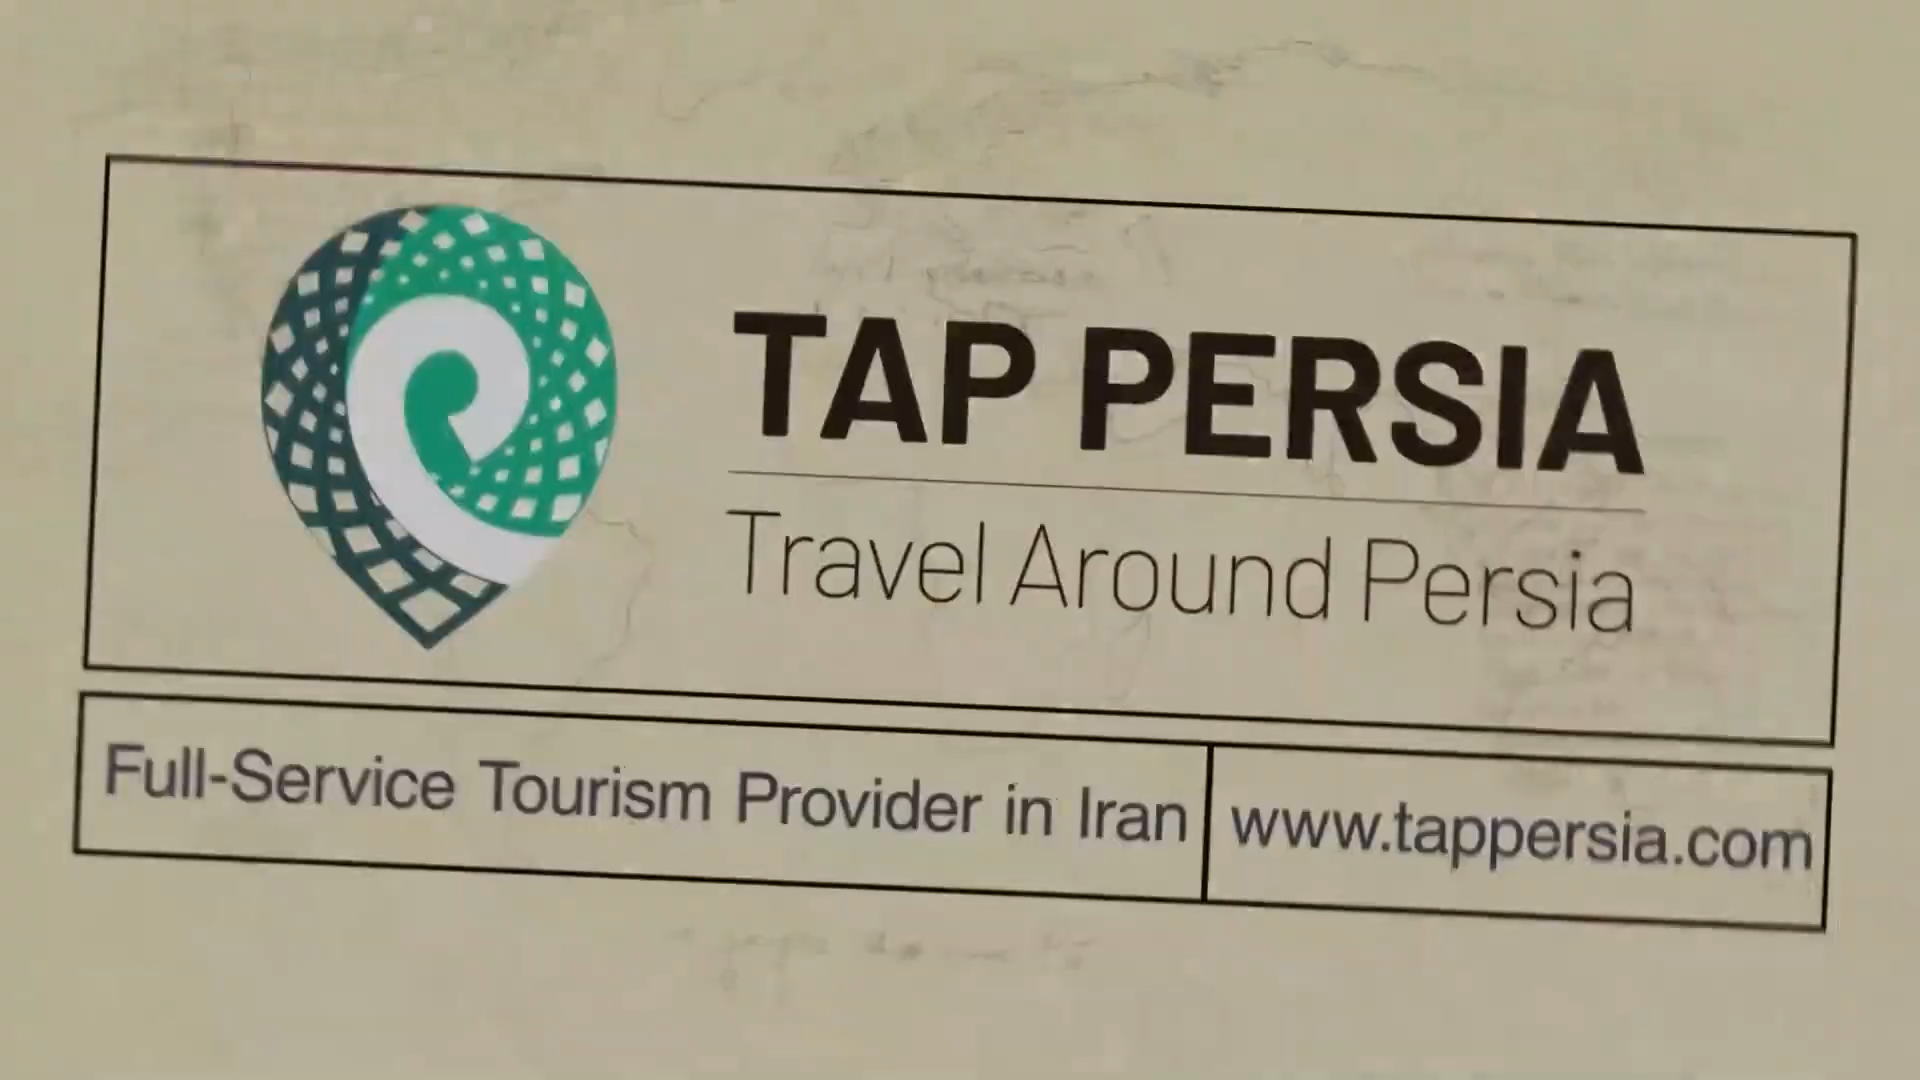 TAP PERSIA
Travel Around Persia
Full-Service Tourism Provider in Iran
www.tappersia.com